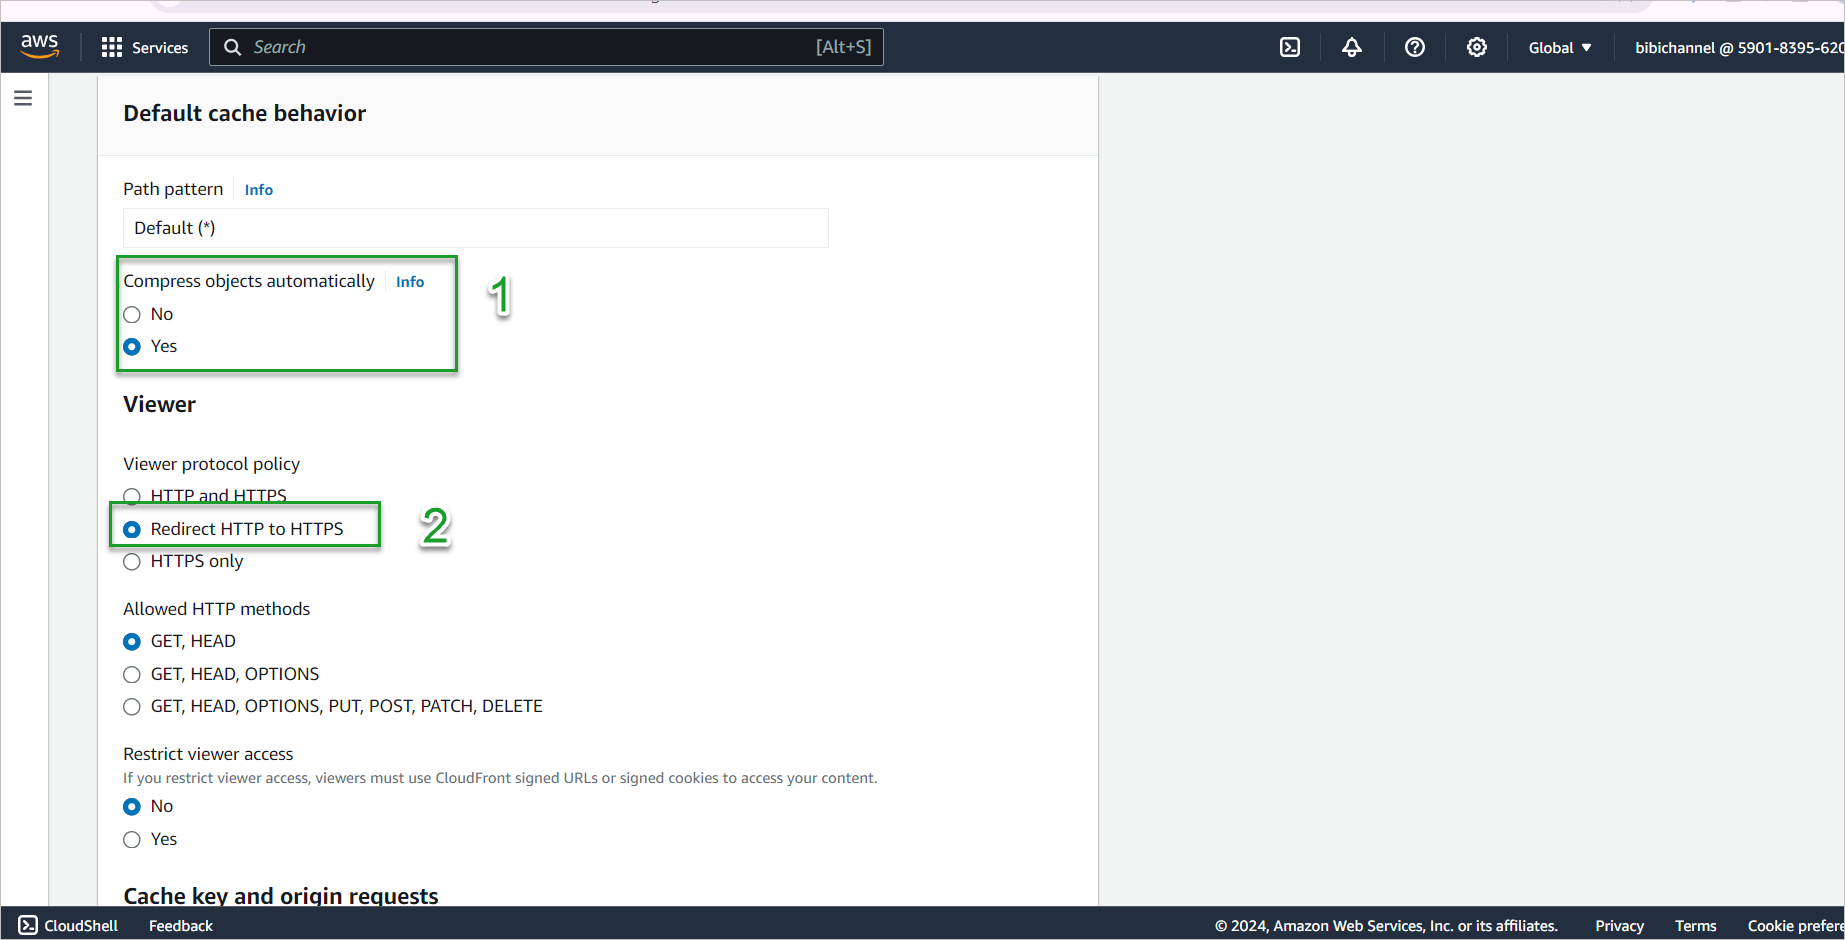 aws Services Search [Alt+S] Global ▼ bibichannel @ 5901-8395-620
Default cache behavior
Path pattern Info
Default (*)
Compress objects automatically Info
No
Yes
1
Viewer
Viewer protocol policy
HTTP and HTTPS
Redirect HTTP to HTTPS
2
HTTPS only
Allowed HTTP methods
GET, HEAD
GET, HEAD, OPTIONS
GET, HEAD, OPTIONS, PUT, POST, PATCH, DELETE
Restrict viewer access
If you restrict viewer access, viewers must use CloudFront signed URLs or signed cookies to access your content.
No
Yes
Cache key and origin requests
CloudShell Feedback © 2024, Amazon Web Services, Inc. or its affiliates. Privacy Terms Cookie prefere